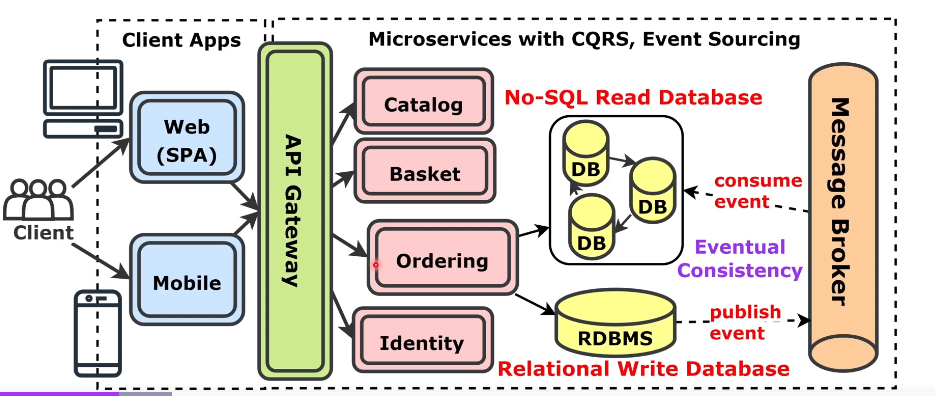 Client Apps
Microservices with CQRS, Event Sourcing
Client
Web
(SPA)
Mobile
API Gateway
Catalog
Basket
Ordering
Identity
No-SQL Read Database
DB
DB
DB
consume
event
Eventual
Consistency
publish
event
RDBMS
Relational Write Database
Message Broker